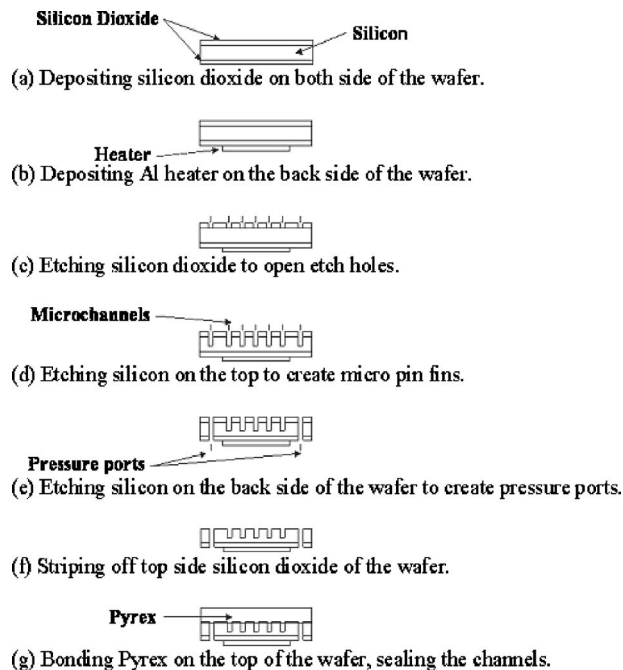 Silicon Dioxide
Silicon
(a) Depositing silicon dioxide on both side of the wafer.
Heater
(b) Depositing Al heater on the back side of the wafer.
(c) Etching silicon dioxide to open etch holes.
Microchannels
(d) Etching silicon on the top to create micro pin fins.
Pressure ports
(e) Etching silicon on the back side of the wafer to create pressure ports.
(f) Striping off top side silicon dioxide of the wafer.
Pyrex
(g) Bonding Pyrex on the top of the wafer, sealing the channels.